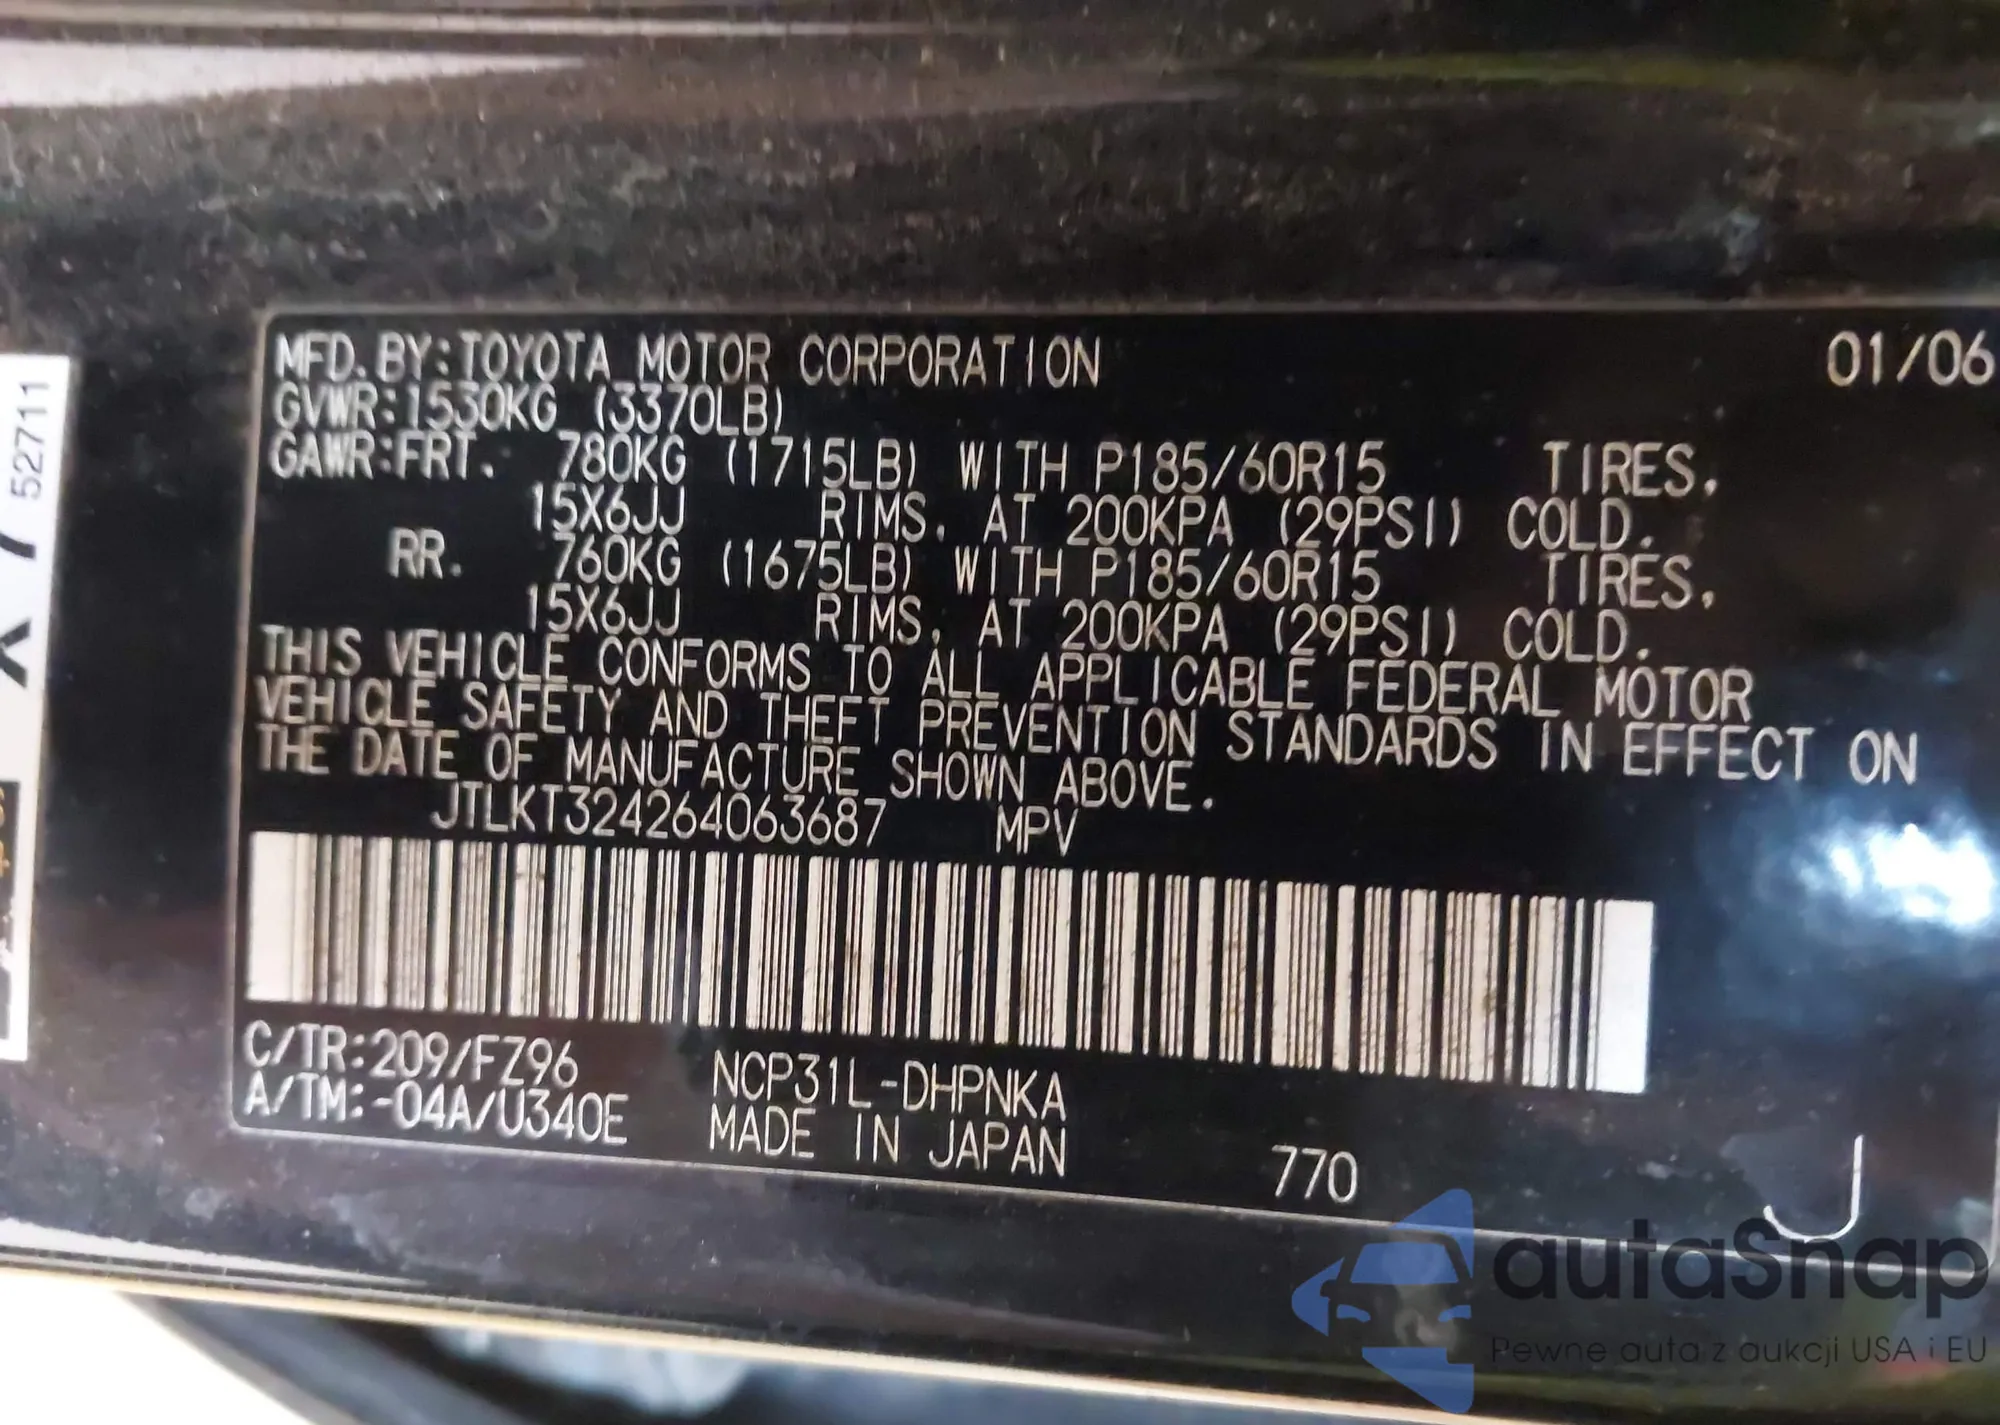 MFD.BY:TOYOTA MOTOR CORPORATION 01/06
GVWR:1530KG (3370LB)
GAWR:FRT. 780KG (1715LB) WITH P185/60R15 TIRES,
15X6JJ RIMS, AT 200KPA (29PSI) COLD.
RR. 760KG (1675LB) WITH P185/60R15 TIRES,
15X6JJ RIMS, AT 200KPA (29PSI) COLD.
THIS VEHICLE CONFORMS TO ALL APPLICABLE FEDERAL MOTOR
VEHICLE SAFETY AND THEFT PREVENTION STANDARDS IN EFFECT ON
THE DATE OF MANUFACTURE SHOWN ABOVE.
JTLKT324264063687 MPV
C/TR:209/FZ96 NCP31L-DHPNKA
A/TM:-04A/U340E MADE IN JAPAN
770
J
52711
autaSnap
Pewne auta z aukcji USA i EU